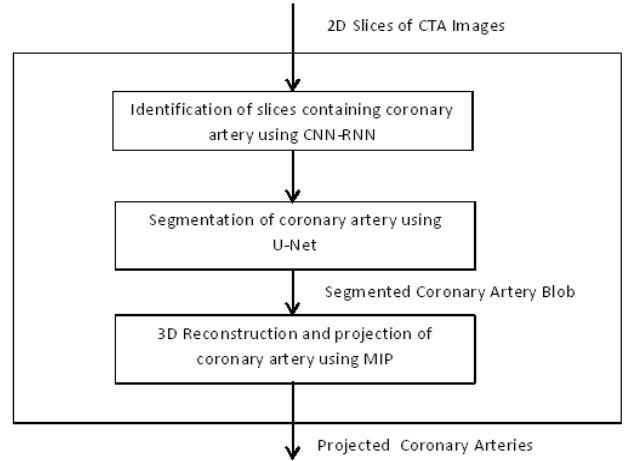 2D Slices of CTA Images
Identification of slices containing coronary
artery using CNN-RNN
Segmentation of coronary artery using
U-Net
Segmented Coronary Artery Blob
3D Reconstruction and projection of
coronary artery using MIP
Projected Coronary Arteries